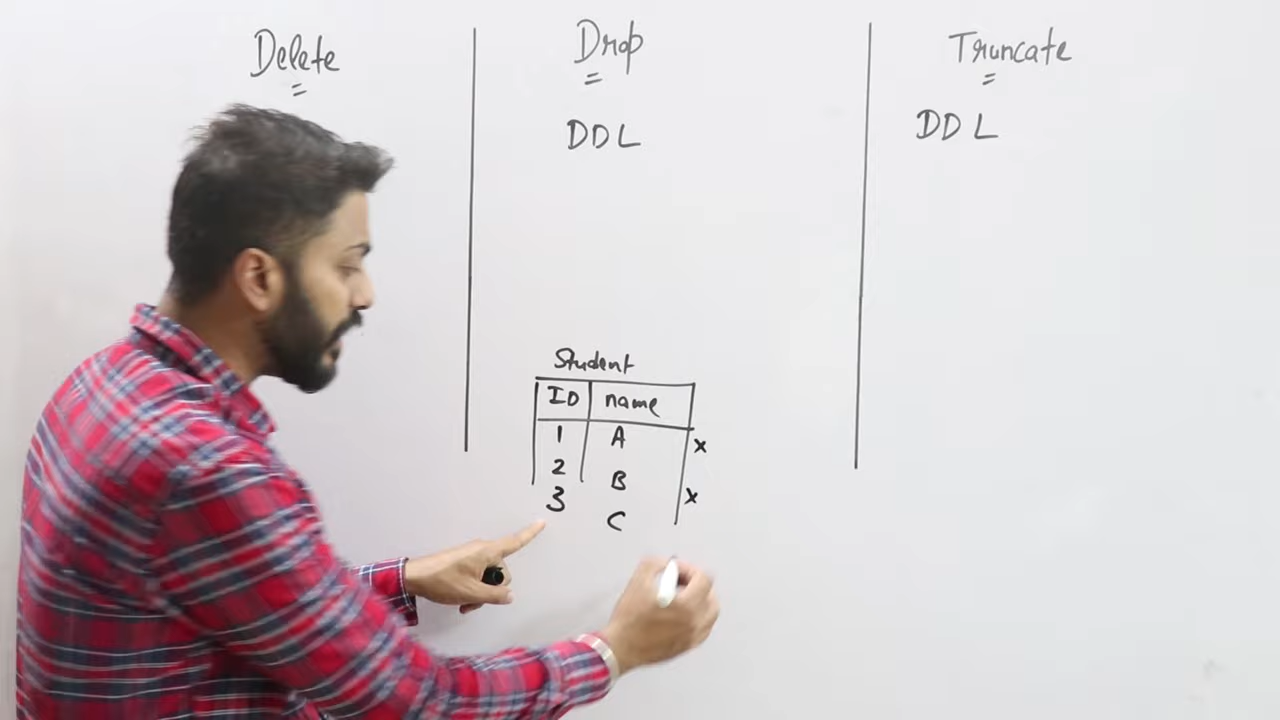 Delete
Drop
Truncate
DDL
DDL
Student
ID name
1 A
x
2 B
x
3 C